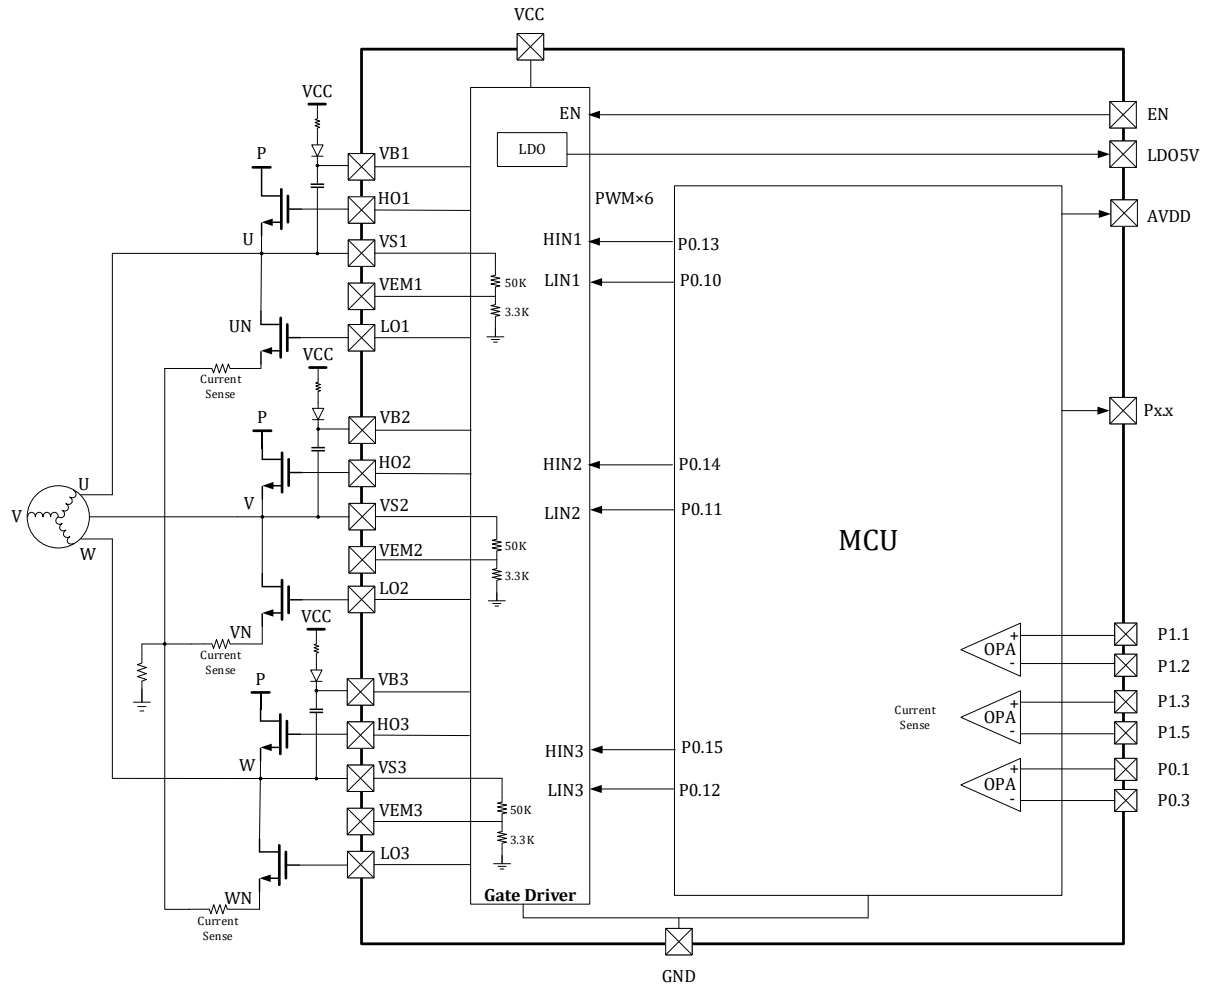 VCC
VCC
EN
EN
LDO
LDO5V
P
VB1
HO1
PWM×6
AVDD
U
VS1
HIN1
P0.13
VEM1
50K
LIN1
P0.10
3.3K
UN
LO1
VCC
Current
Sense
P
VB2
Px.x
HO2
HIN2
P0.14
U
V
V
VS2
LIN2
P0.11
W
VEM2
50K
MCU
3.3K
LO2
VCC
VN
Current
Sense
OPA
+
-
P1.1
P1.2
P
VB3
HO3
Current
Sense
OPA
+
-
P1.3
P1.5
W
VS3
HIN3
P0.15
VEM3
50K
LIN3
P0.12
OPA
+
-
P0.1
P0.3
3.3K
LO3
WN
Current
Sense
Gate Driver
GND